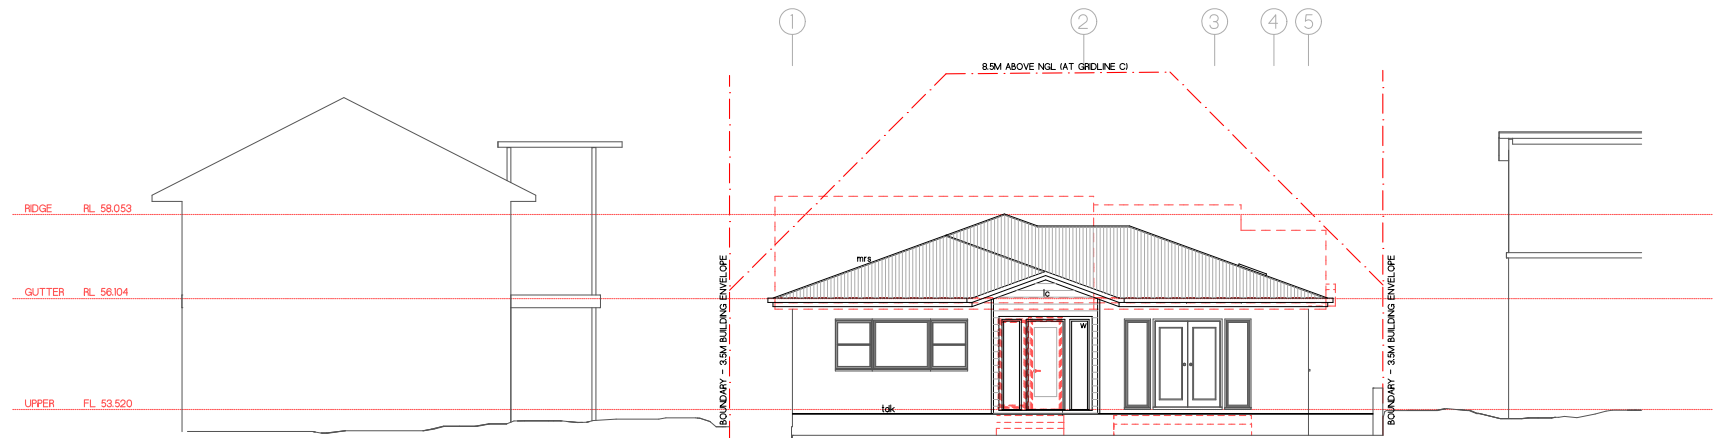 1 2 3 4 5
8.5M ABOVE NGL (AT GRIDLINE C)
RIDGE RL 58.053
mrs
GUTTER RL 56.104
lc
w
UPPER FL 53.520
tdk
BOUNDARY - 3.5M BUILDING ENVELOPE
BOUNDARY - 3.5M BUILDING ENVELOPE